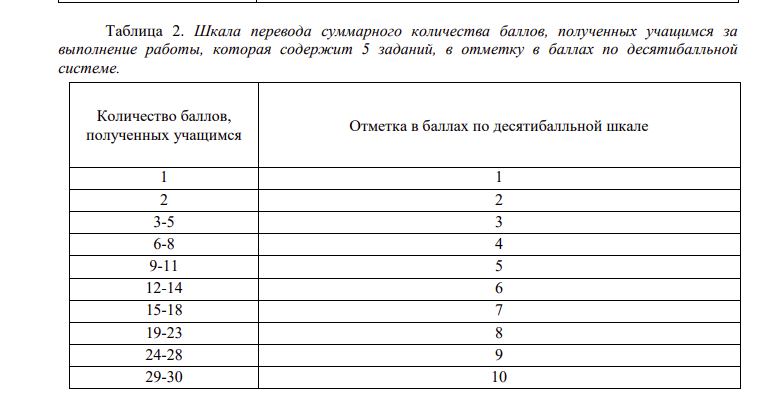 Таблица 2. Шкала перевода суммарного количества баллов, полученных учащимся за
выполнение работы, которая содержит 5 заданий, в отметку в баллах по десятибалльной
системе.
Количество баллов,
полученных учащимся
Отметка в баллах по десятибалльной шкале
1 1
2 2
3-5 3
6-8 4
9-11 5
12-14 6
15-18 7
19-23 8
24-28 9
29-30 10